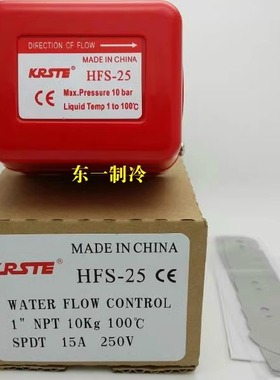 DIRECTION CF FLOW
MADE IN CHINA
KRSTE
HFS-25
CE
Max.Pressure 10 bar
Liquid Temp 1 to 100℃
东一制冷
MADE IN CHINA
KRSTE
HFS-25 CE
WATER FLOW CONTROL
1" NPT 10Kg 100℃
SPDT 15A 250V